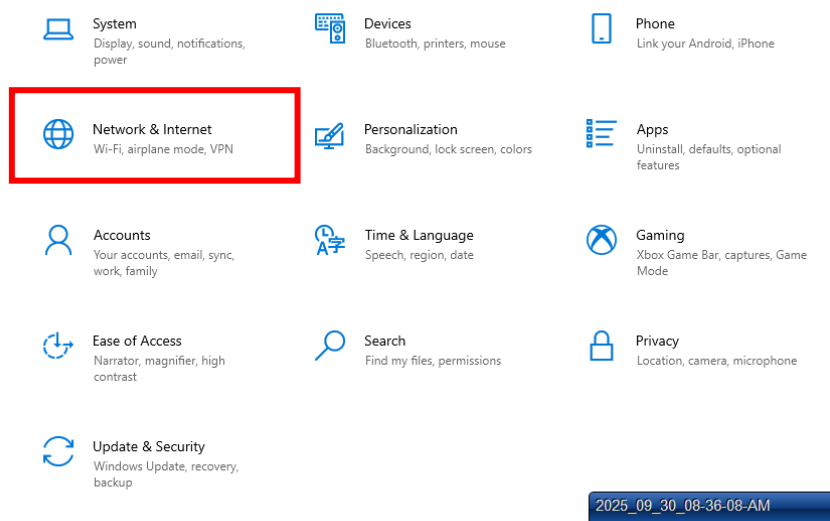 System
Display, sound, notifications,
power
Devices
Bluetooth, printers, mouse
Phone
Link your Android, iPhone
Network & Internet
Wi-Fi, airplane mode, VPN
Personalization
Background, lock screen, colors
Apps
Uninstall, defaults, optional
features
Accounts
Your accounts, email, sync,
work, family
Time & Language
Speech, region, date
Gaming
Xbox Game Bar, captures, Game
Mode
Ease of Access
Narrator, magnifier, high
contrast
Search
Find my files, permissions
Privacy
Location, camera, microphone
Update & Security
Windows Update, recovery,
backup
2025_09_30_08-36-08-AM